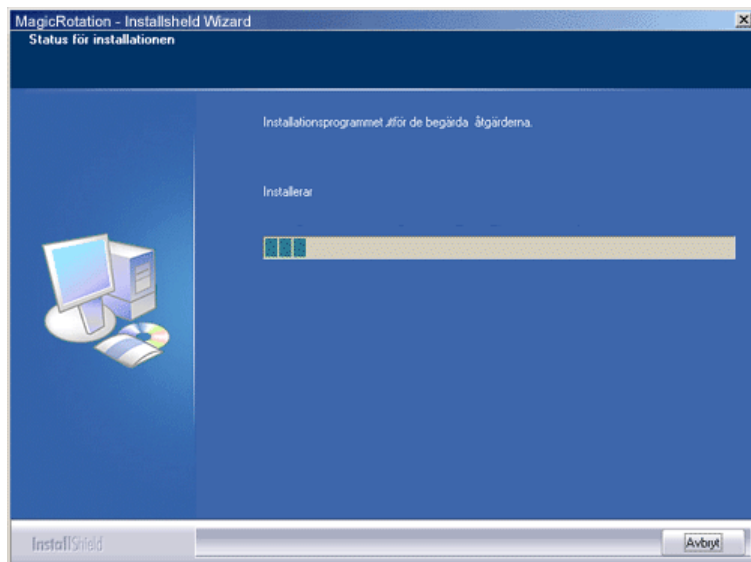 MagicRotation - Installsheld Wizard
Status för installationen
Installationsprogrammet utför de begärda åtgärderna.
Installerar
InstallShield
Avbryt